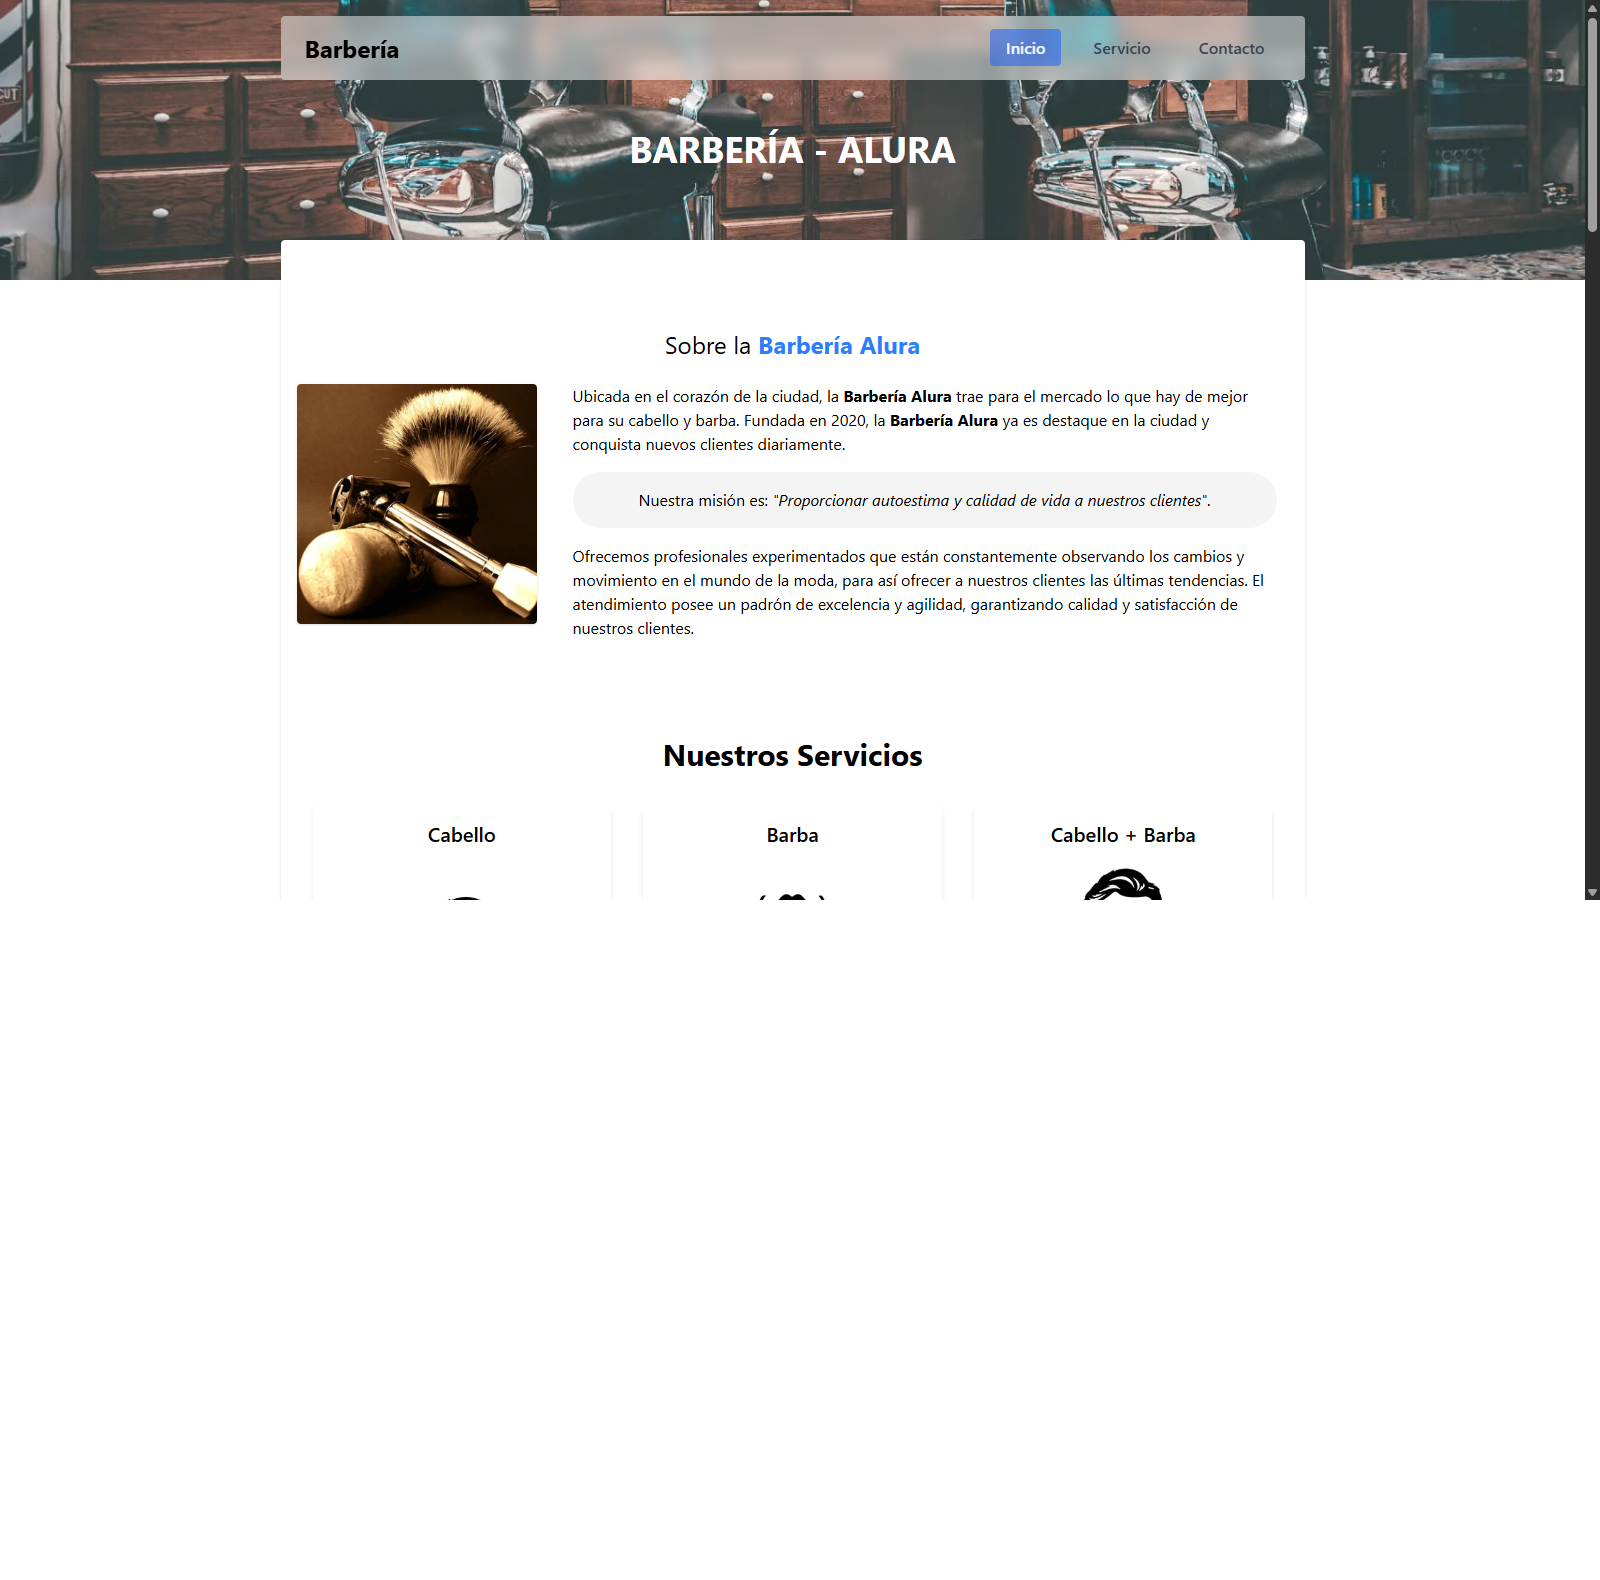 Barbería
Inicio Servicio Contacto
CUT
BARBERÍA - ALURA
Sobre la Barbería Alura
Ubicada en el corazón de la ciudad, la Barbería Alura trae para el mercado lo que hay de mejor
para su cabello y barba. Fundada en 2020, la Barbería Alura ya es destaque en la ciudad y
conquista nuevos clientes diariamente.
Nuestra misión es: "Proporcionar autoestima y calidad de vida a nuestros clientes".
Ofrecemos profesionales experimentados que están constantemente observando los cambios y
movimiento en el mundo de la moda, para así ofrecer a nuestros clientes las últimas tendencias. El
atendimiento posee un padrón de excelencia y agilidad, garantizando calidad y satisfacción de
nuestros clientes.
Nuestros Servicios
Cabello
Barba
Cabello + Barba